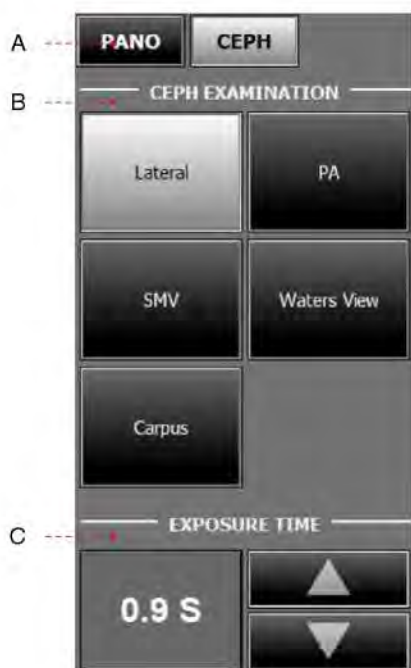 A PANO CEPH
B CEPH EXAMINATION
Lateral PA
SMV Waters View
Carpus
C EXPOSURE TIME
0.9 S